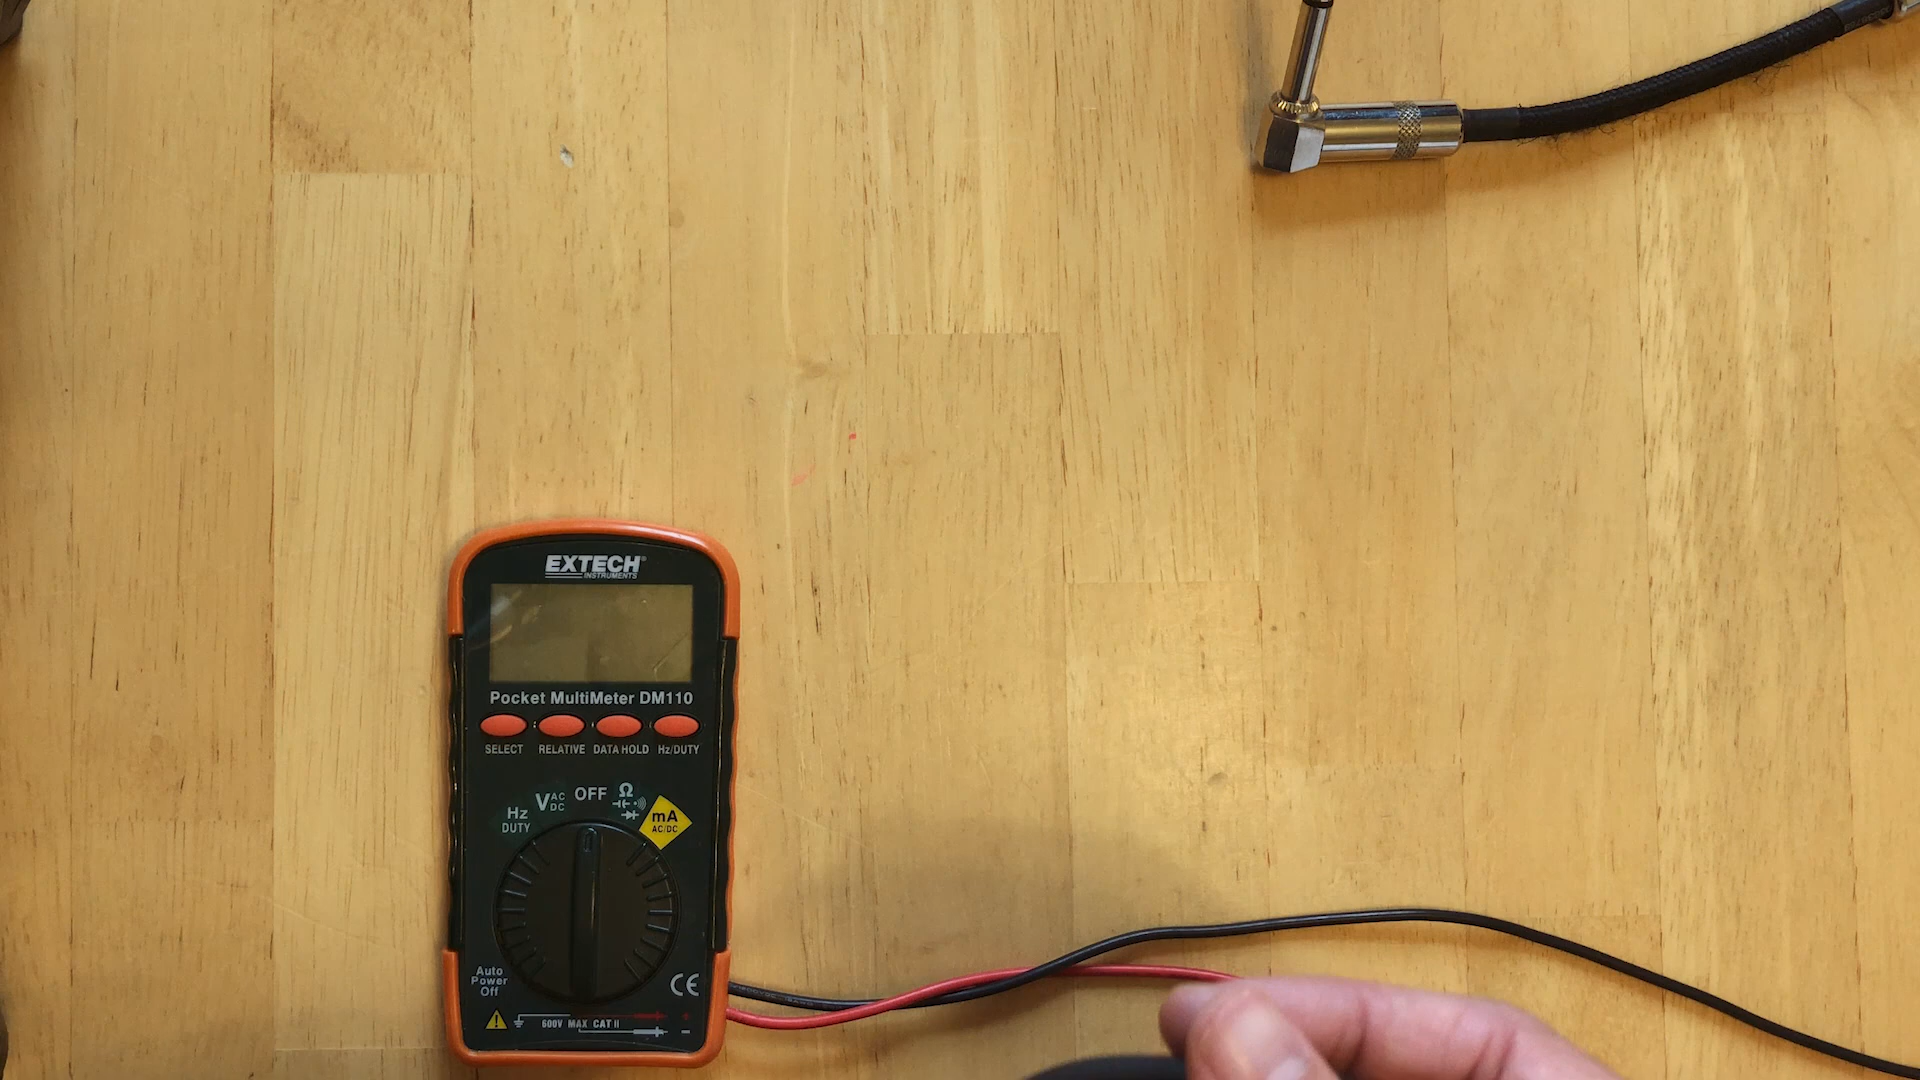 EXTECH®
INSTRUMENTS
Pocket MultiMeter DM110
SELECT RELATIVE DATA HOLD Hz/DUTY
Hz
DUTY
V AC
DC
OFF
Ω
mA
AC/DC
Auto
Power
Off
CE
600V MAX CAT II
+
-